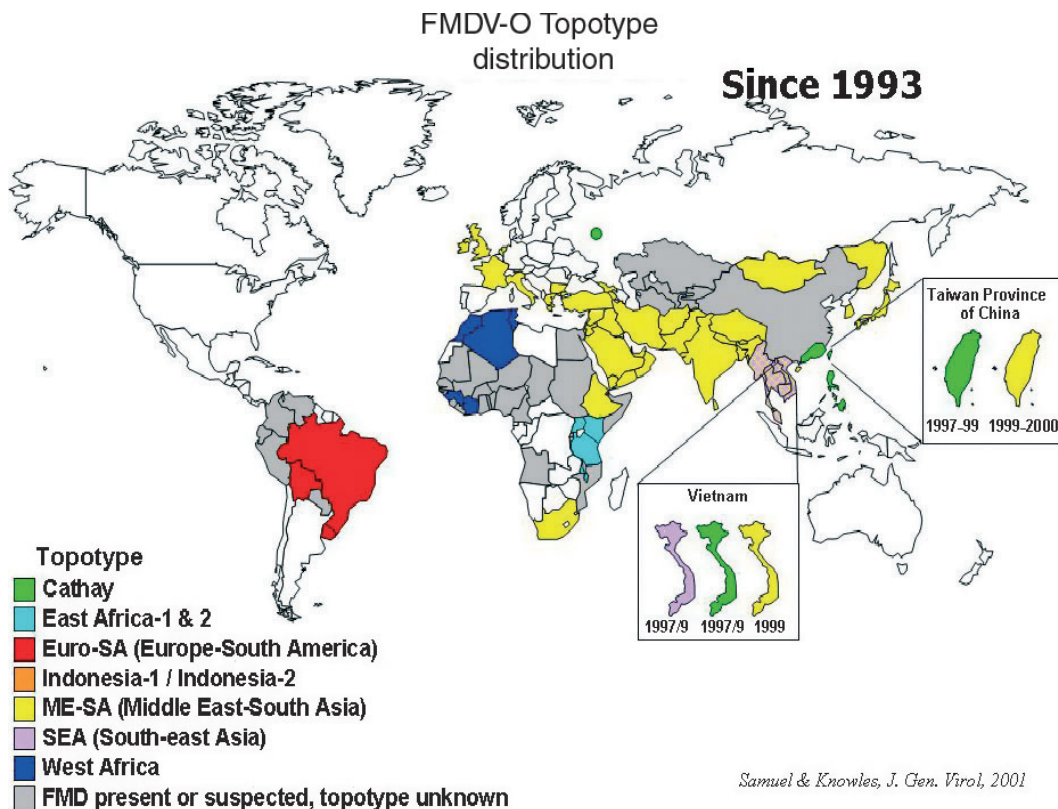 FMDV-O Topotype
distribution
Since 1993
Taiwan Province
of China
1997–99 1999–2000
Vietnam
1997/9 1997/9 1999
Topotype
Cathay
East Africa-1 & 2
Euro-SA (Europe-South America)
Indonesia-1 / Indonesia-2
ME-SA (Middle East-South Asia)
SEA (South-east Asia)
West Africa
FMD present or suspected, topotype unknown
Samuel & Knowles, J. Gen. Virol, 2001